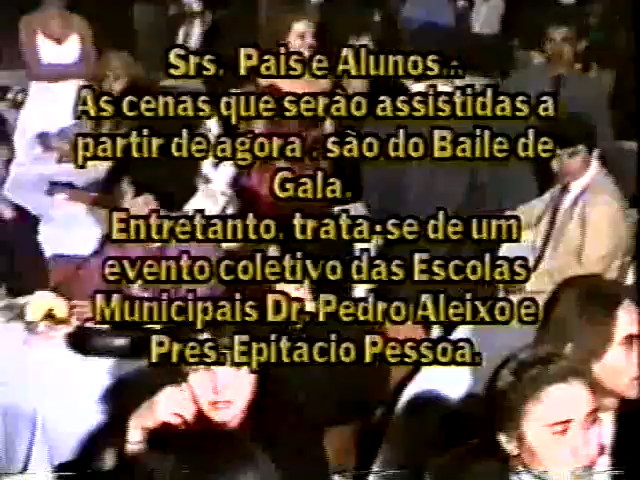 Srs. Pais e Alunos...
As cenas que serão assistidas a
partir de agora, são do Baile de
Gala.
Entretanto, trata-se de um
evento coletivo das Escolas
Municipais Dr. Pedro Aleixo e
Pres. Epitácio Pessoa.